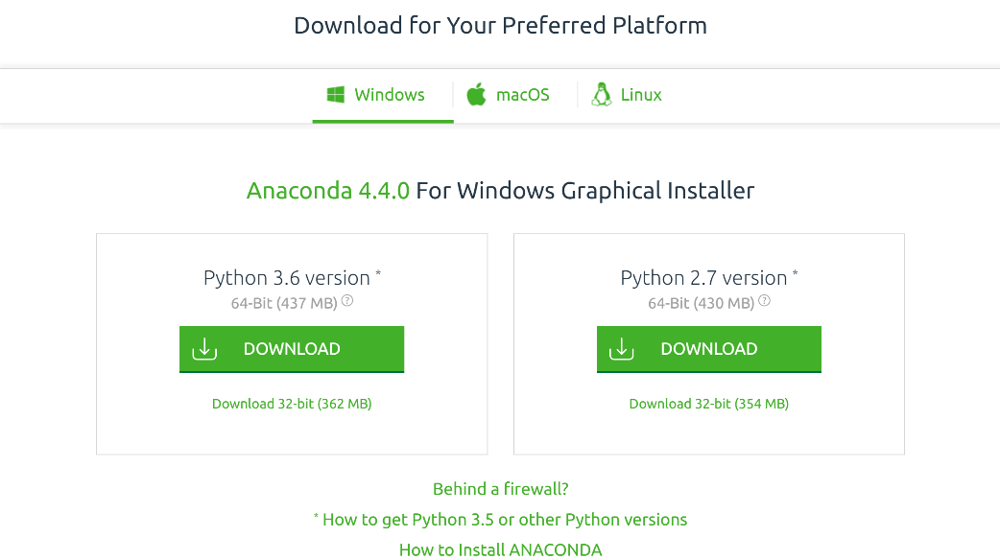 Download for Your Preferred Platform
Windows macOS Linux
Anaconda 4.4.0 For Windows Graphical Installer
Python 3.6 version *
64-Bit (437 MB) ?
DOWNLOAD
Download 32-bit (362 MB)
Python 2.7 version *
64-Bit (430 MB) ?
DOWNLOAD
Download 32-bit (354 MB)
Behind a firewall?
* How to get Python 3.5 or other Python versions
How to Install ANACONDA